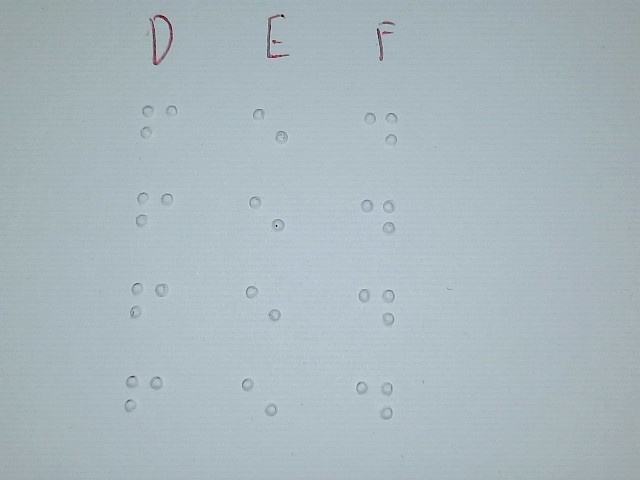 D E F
⠋ ⠑ ⠙
⠋ ⠑ ⠙
⠋ ⠑ ⠙
⠋ ⠑ ⠙